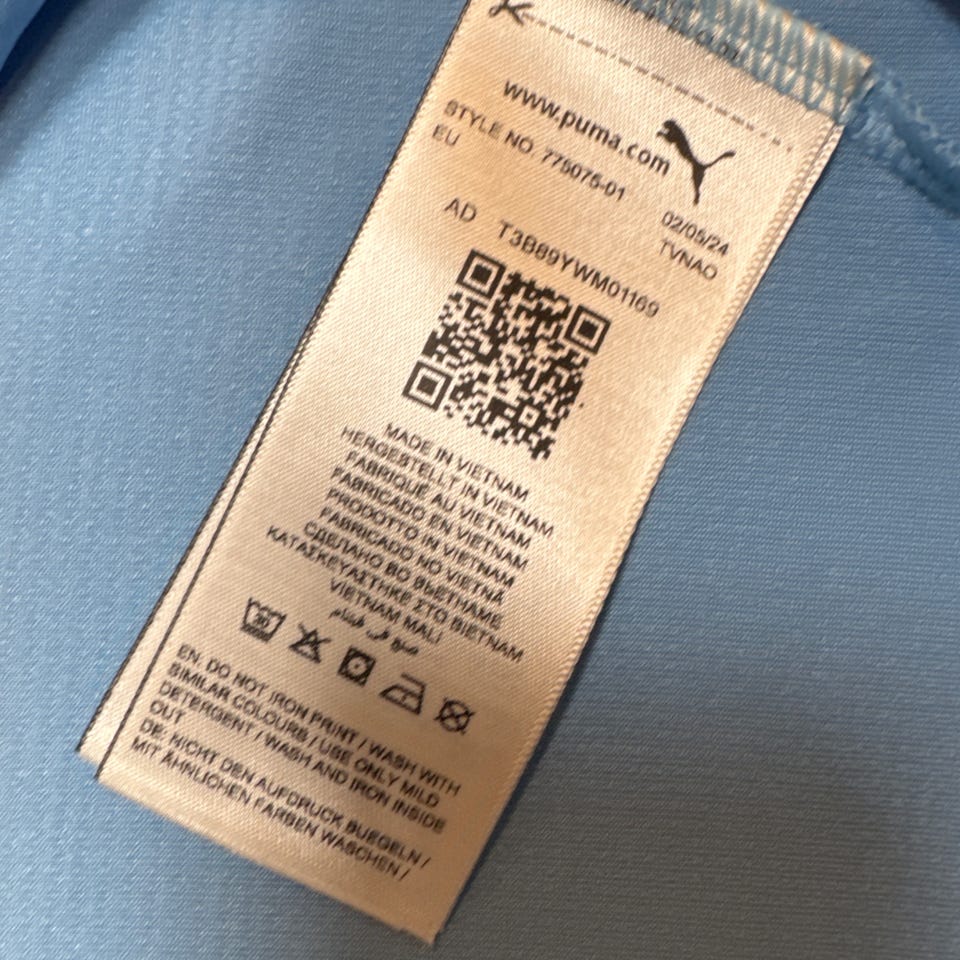 www.puma.com
STYLE NO. 775075-01
EU
02/05/24
TVNAO
AD T3B89YWM01169
MADE IN VIETNAM
HERGESTELLT IN VIETNAM
FABRIQUÉ AU VIETNAM
FABRICADO EN VIETNAM
PRODOTTO IN VIETNAM
FABRICADO NO VIETNÃ
СДЕЛАНО ВО ВЬЕТНАМЕ
ΚΑΤΑΣΚΕΥΑΣΤΗΚΕ ΣΤΟ ΒΙΕΤΝΑΜ
VIETNAM MALI
صنع في فيتنام
30
EN: DO NOT IRON PRINT / WASH WITH
SIMILAR COLOURS / USE ONLY MILD
DETERGENT / WASH AND IRON INSIDE
OUT
DE: NICHT DEN AUFDRUCK BUEGELN /
MIT ÄHNLICHEN FARBEN WASCHEN /